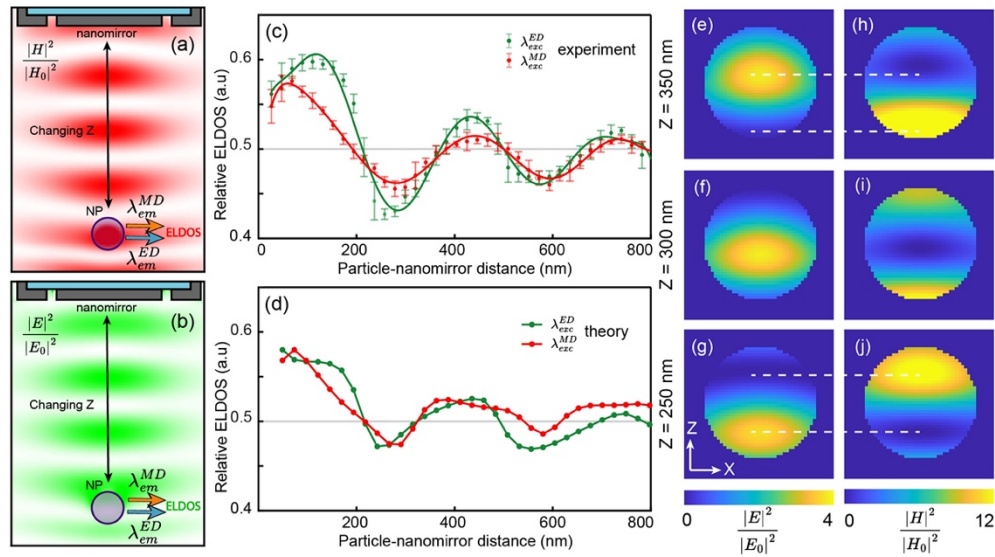 (a)
nanomirror
|H|²
|H₀|²
Changing Z
NP
λ_em^MD
ELDOS
λ_em^ED
(b)
nanomirror
|E|²
|E₀|²
Changing Z
NP
λ_em^MD
ELDOS
λ_em^ED
(c)
λ_exc^ED
λ_exc^MD
experiment
Relative ELDOS (a.u)
0.6
0.5
0.4
200
400
600
800
Particle-nanomirror distance (nm)
(d)
λ_exc^ED
λ_exc^MD
theory
Relative ELDOS (a.u)
0.6
0.5
0.4
200
400
600
800
Particle-nanomirror distance (nm)
Z = 350 nm
(e)
(h)
Z = 300 nm
(f)
(i)
Z = 250 nm
(g)
(j)
Z
X
0
|E|²
|E₀|²
4
0
|H|²
|H₀|²
12